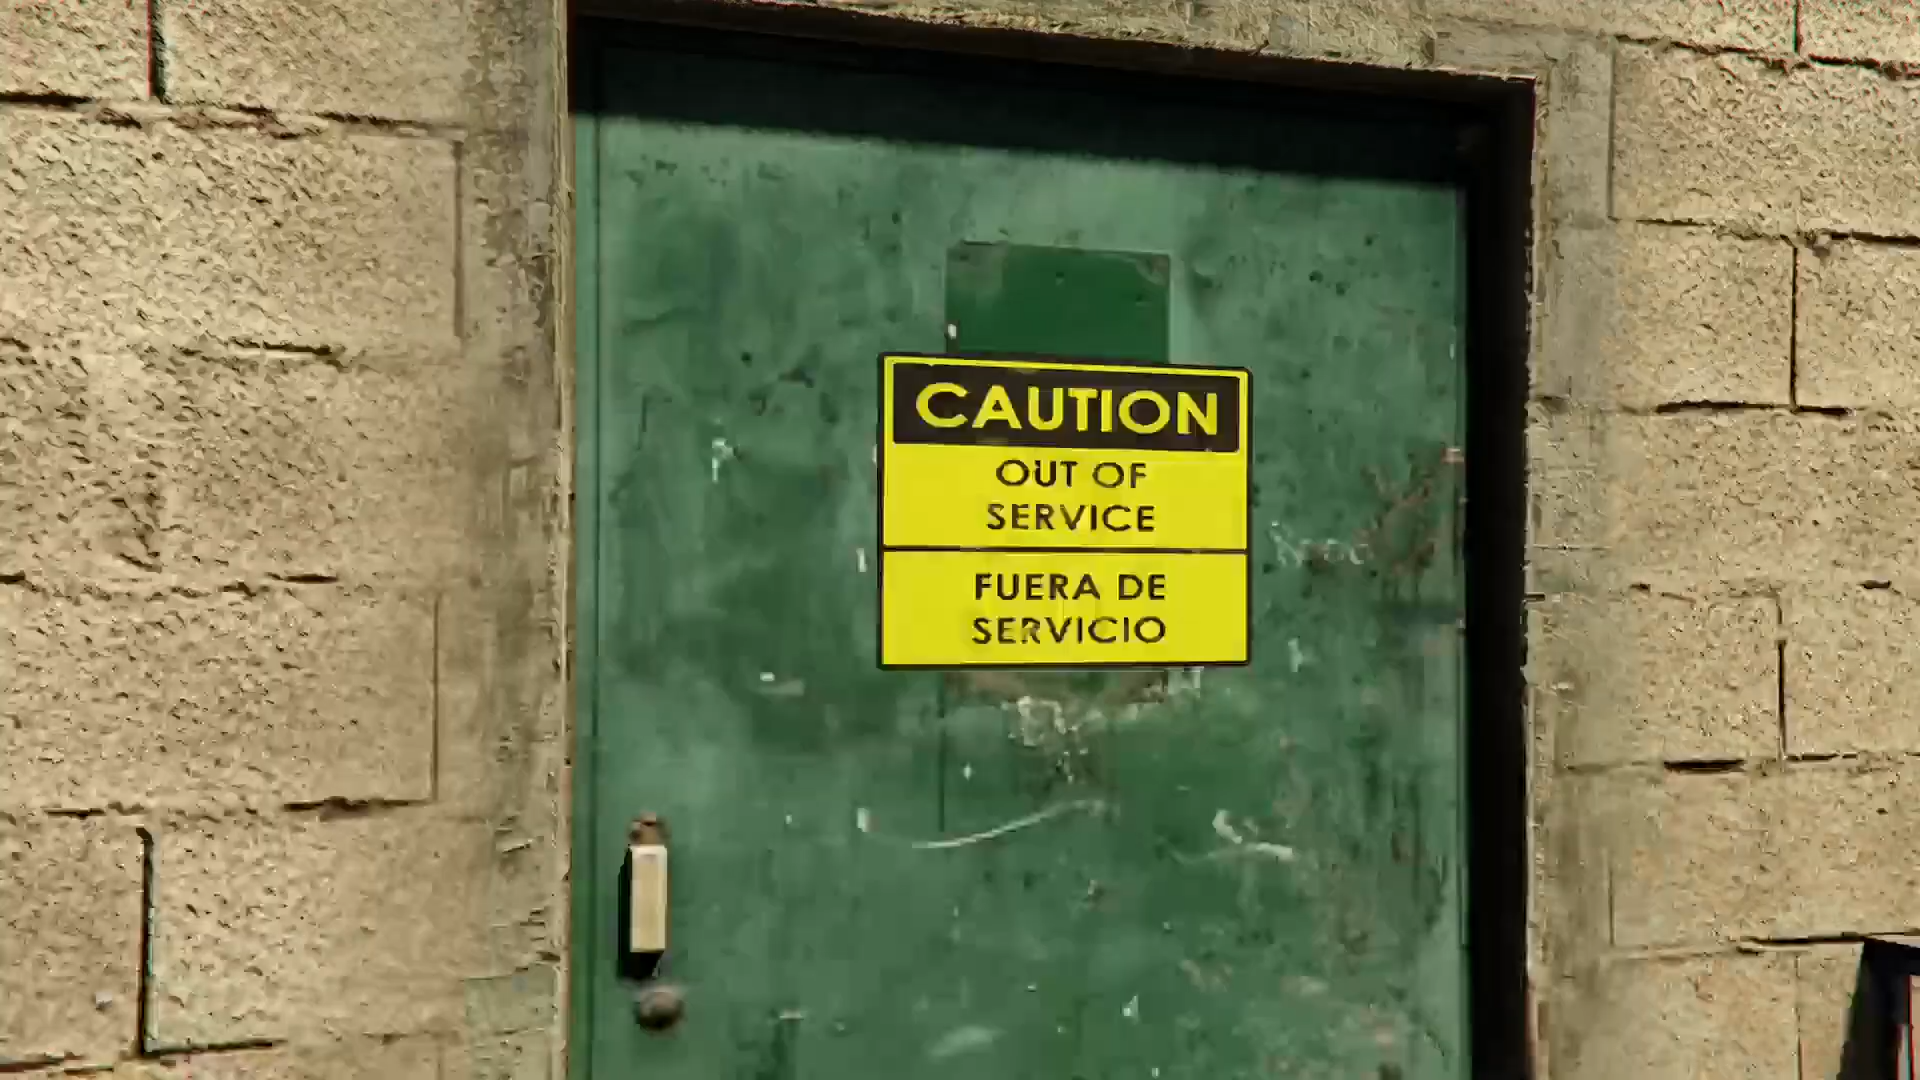 CAUTION
OUT OF
SERVICE
FUERA DE
SERVICIO